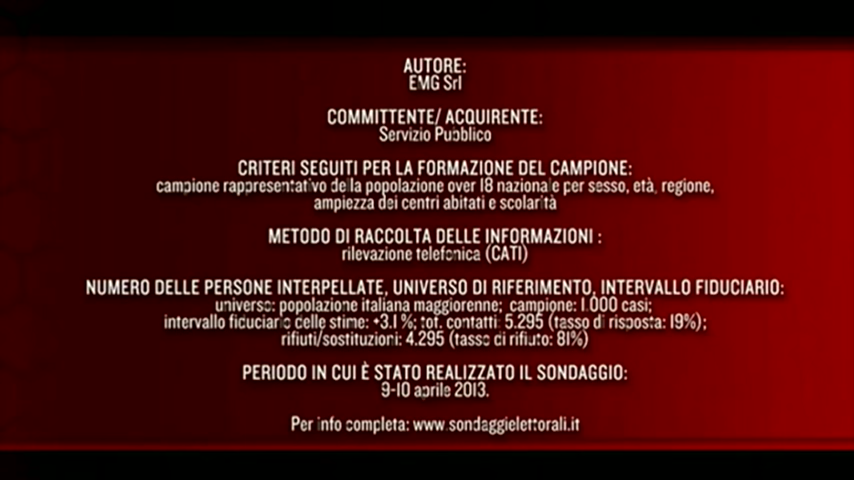 AUTORE:
EMG Srl
COMMITTENTE/ ACQUIRENTE:
Servizio Pubblico
CRITERI SEGUITI PER LA FORMAZIONE DEL CAMPIONE:
campione rappresentativo della popolazione over 18 nazionale per sesso, età, regione,
ampiezza dei centri abitati e scolarità
METODO DI RACCOLTA DELLE INFORMAZIONI :
rilevazione telefonica (CATI)
NUMERO DELLE PERSONE INTERPELLATE, UNIVERSO DI RIFERIMENTO, INTERVALLO FIDUCIARIO:
universo: popolazione italiana maggiorenne; campione: 1.000 casi;
intervallo fiduciario delle stime: +3.1 %; tot. contatti: 5.295 (tasso di risposta: 19%);
rifiuti/sostituzioni: 4.295 (tasso di rifiuto: 81%)
PERIODO IN CUI È STATO REALIZZATO IL SONDAGGIO:
9-10 aprile 2013.
Per info completa: www.sondaggielettorali.it